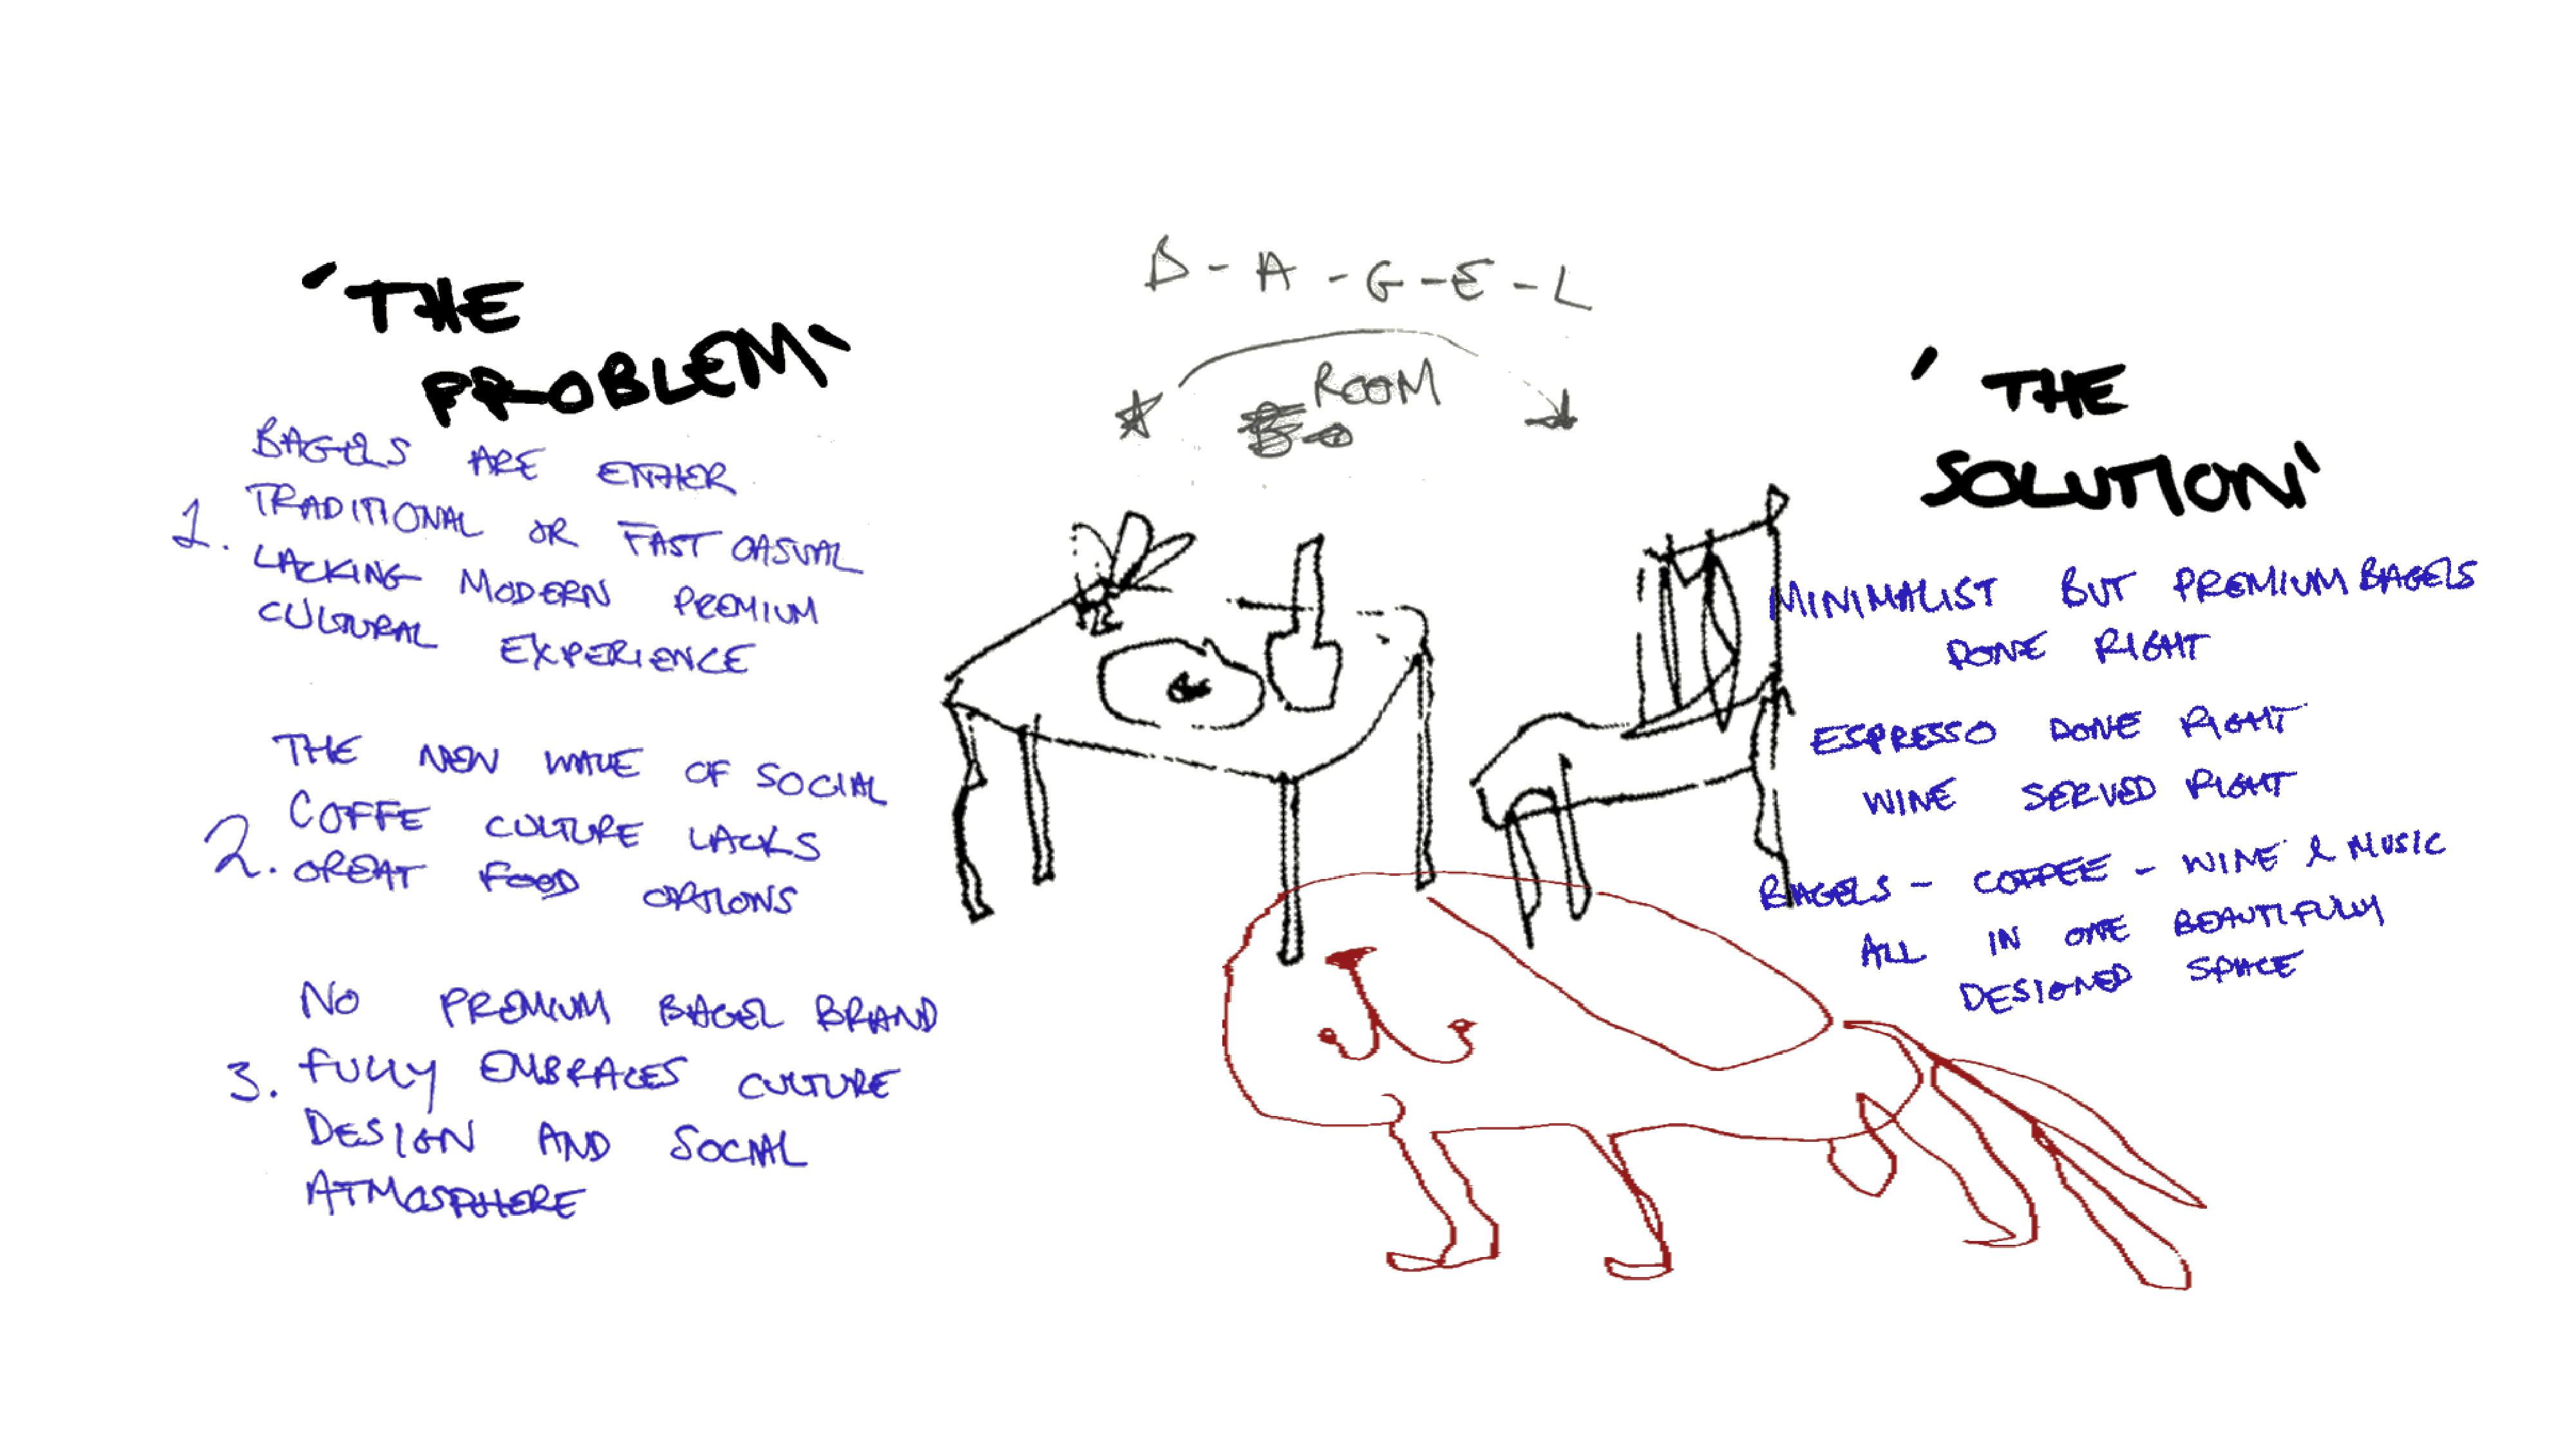 'THE
PROBLEM'
BAGELS ARE EITHER
1. TRADITIONAL OR FAST CASUAL
LACKING MODERN PREMIUM
CULTURAL EXPERIENCE
THE NEW WAVE OF SOCIAL
COFFE CULTURE LACKS
2. GREAT FOOD OPTIONS
NO PREMIUM BAGEL BRAND
3. FULLY EMBRACES CULTURE
DESIGN AND SOCIAL
ATMOSPHERE
B-A-G-E-L
ROOM
'THE
SOLUTION'
MINIMALIST BUT PREMIUM BAGELS
DONE RIGHT
ESPRESSO DONE RIGHT
WINE SERVED RIGHT
BAGELS - COFFEE - WINE & MUSIC
ALL IN ONE BEAUTIFULLY
DESIGNED SPACE